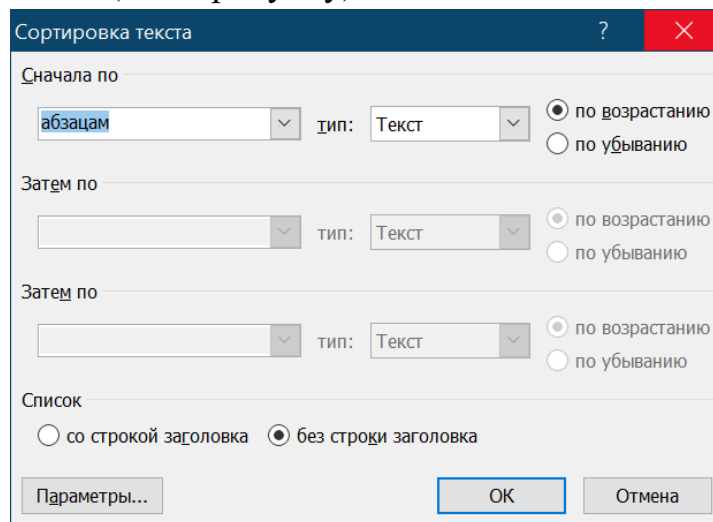 Сортировка текста ?
Сначала по
абзацам тип: Текст по возрастанию
по убыванию
Затем по
тип: Текст по возрастанию
по убыванию
Затем по
тип: Текст по возрастанию
по убыванию
Список
со строкой заголовка без строки заголовка
Параметры... ОК Отмена